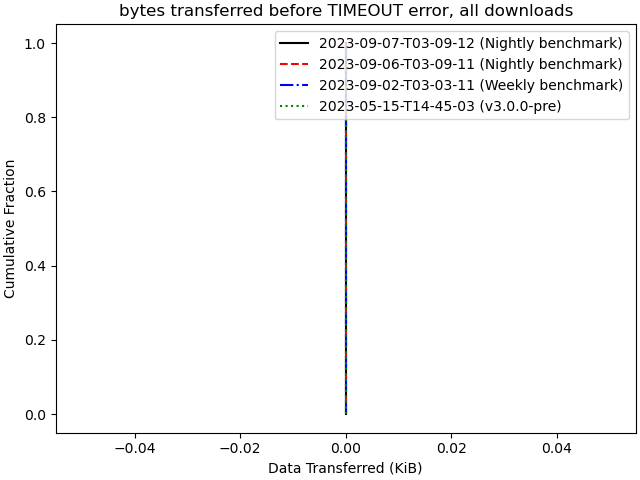 bytes transferred before TIMEOUT error, all downloads
1.0
0.8
0.6
0.4
0.2
0.0
Cumulative Fraction
2023-09-07-T03-09-12 (Nightly benchmark)
2023-09-06-T03-09-11 (Nightly benchmark)
2023-09-02-T03-03-11 (Weekly benchmark)
2023-05-15-T14-45-03 (v3.0.0-pre)
−0.04 −0.02 0.00 0.02 0.04
Data Transferred (KiB)